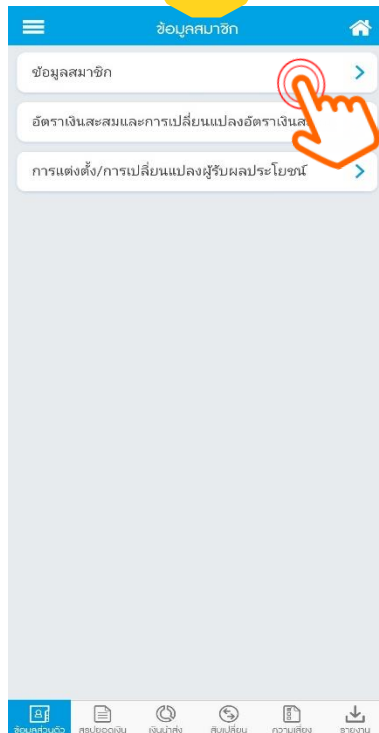 ข้อมูลสมาชิก
ข้อมูลสมาชิก
อัตราเงินสะสมและการเปลี่ยนแปลงอัตราเงินส
การแต่งตั้ง/การเปลี่ยนแปลงผู้รับผลประโยชน์
ข้อมูลส่วนตัว สรุปยอดเงิน เงินนำส่ง สับเปลี่ยน ความเสี่ยง รายงาน